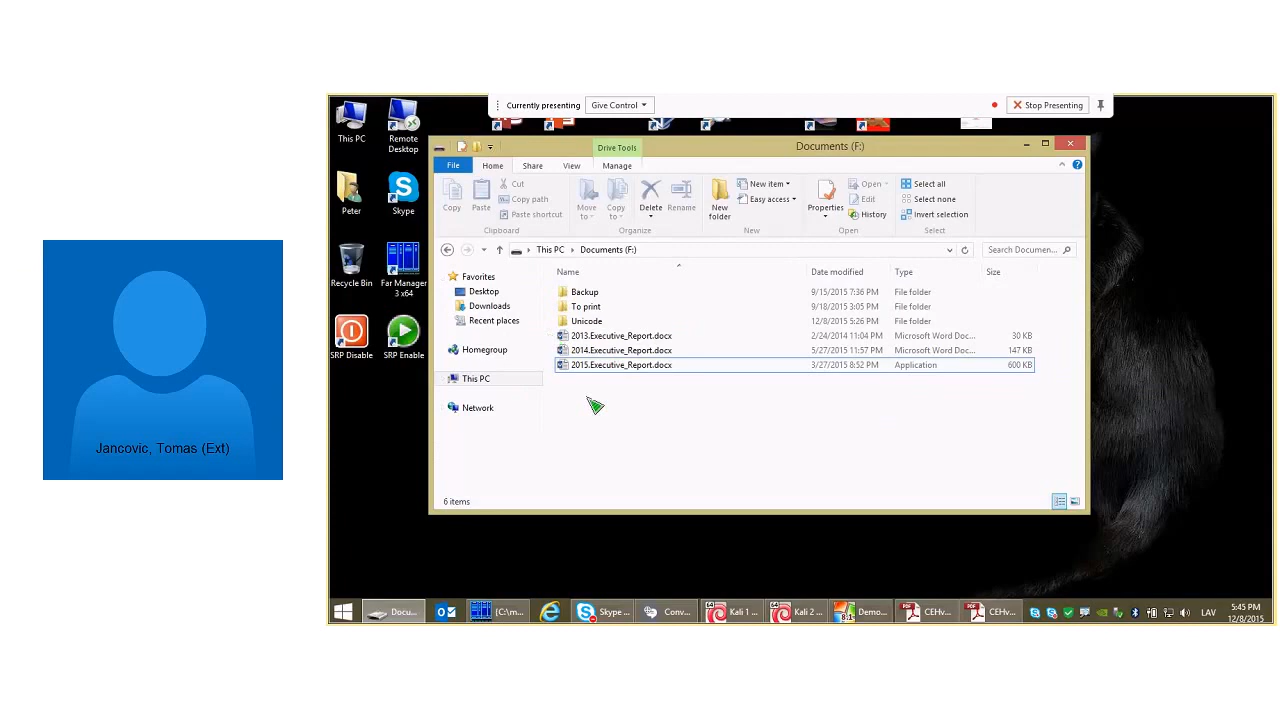 Currently presenting Give Control Stop Presenting
This PC
Remote
Desktop
Peter
Skype
Recycle Bin
Far Manager
3 x64
SRP Disable
SRP Enable
Jancovic, Tomas (Ext)
Drive Tools
Documents (F:)
File Home Share View Manage
Copy
Paste
Cut
Copy path
Paste shortcut
Clipboard
Move
to
Copy
to
Delete
Rename
Organize
New
folder
New item
Easy access
New
Properties
Open
Edit
History
Open
Select all
Select none
Invert selection
Select
This PC Documents (F:)
Search Documen...
Favorites
Desktop
Downloads
Recent places
Homegroup
This PC
Network
Name Date modified Type Size
Backup 9/15/2015 7:36 PM File folder
To print 9/18/2015 3:05 PM File folder
Unicode 12/8/2015 5:26 PM File folder
2013.Executive_Report.docx 2/24/2014 11:04 PM Microsoft Word Doc... 30 KB
2014.Executive_Report.docx 5/27/2015 11:57 PM Microsoft Word Doc... 147 KB
2015.Executive_Report.docx 3/27/2015 8:52 PM Application 600 KB
6 items
Docu... [C:\m... Skype ... Conv... Kali 1 ... Kali 2 ... Demo... CEHv... CEHv... LAV
5:45 PM
12/8/2015